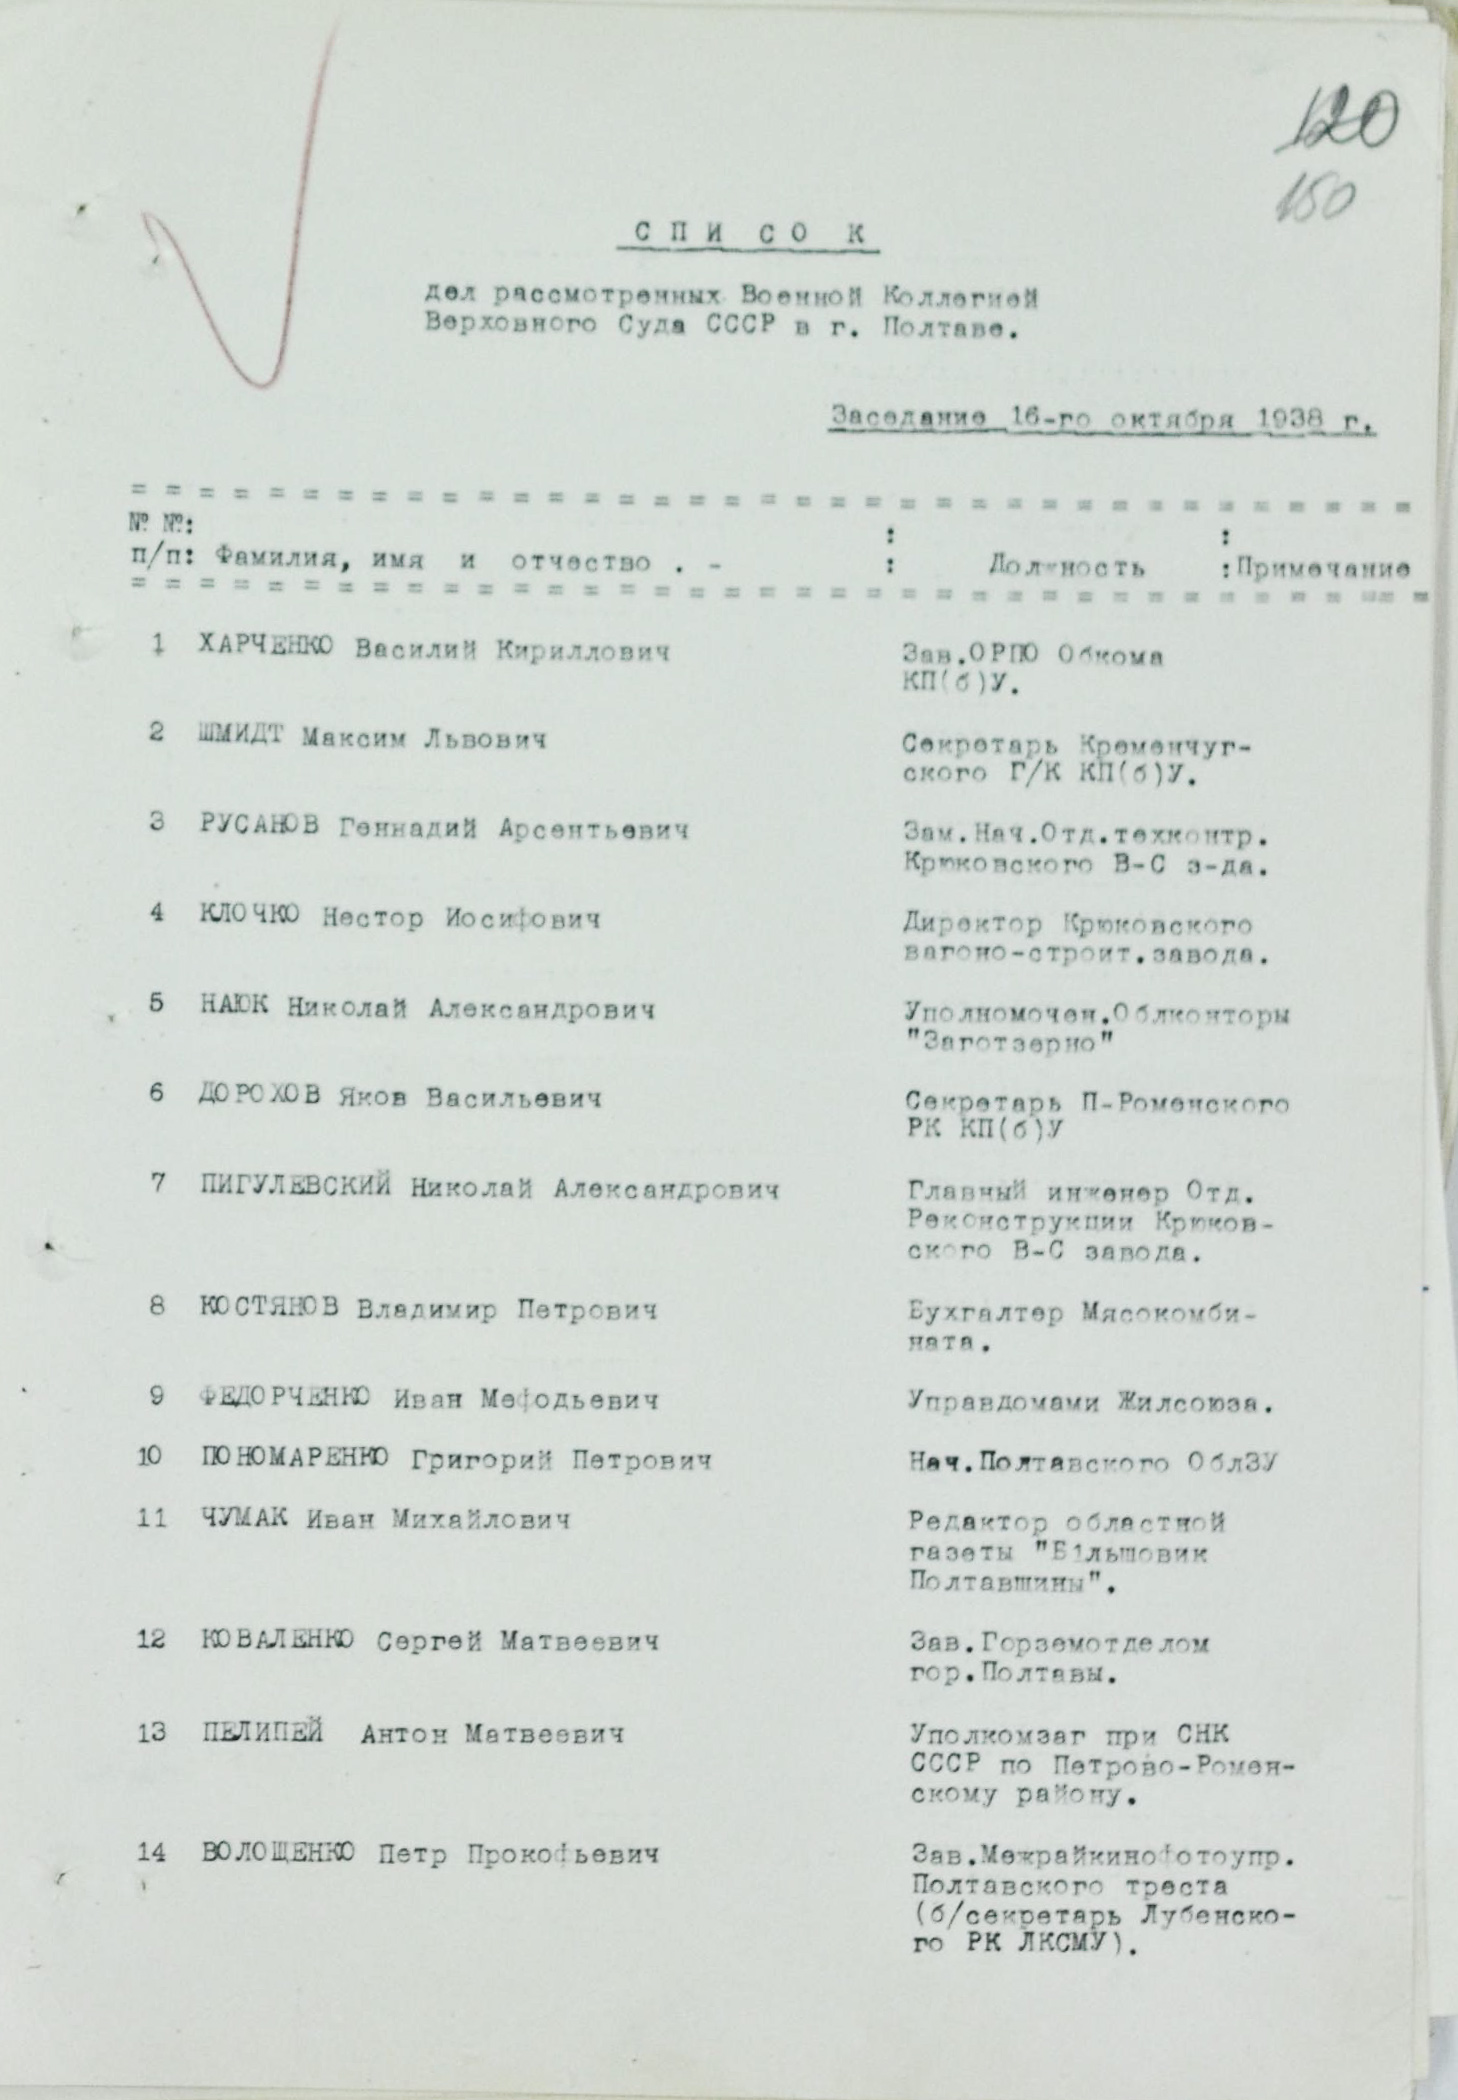 120
150
С П И СО К
дел рассмотренных Военной Коллегией
Верховного Суда СССР в г. Полтаве.
Заседание 16-го октября 1938 г.
= = = = = = = = = = = = = = = = = = = = = = = = = = = = = = = = = = = =
№ №: : :
п/п: Фамилия, имя и отчество . - : Должность :Примечание
= = = = = = = = = = = = = = = = = = = = = = = = = = = = = = = = = = = =
1 ХАРЧЕНКО Василий Кириллович Зав.ОРПО Обкома
КП(б)У.
2 ШМИДТ Максим Львович Секретарь Кременчуг-
ского Г/К КП(б)У.
3 РУСАНОВ Геннадий Арсентьевич Зам.Нач.Отд.техконтр.
Крюковского В-С з-да.
4 КЛОЧКО Нестор Иосифович Директор Крюковского
вагоно-строит.завода.
5 НАЮК Николай Александрович Уполномочен.Облконторы
"Заготзерно"
6 ДОРОХОВ Яков Васильевич Секретарь П-Роменского
РК КП(б)У
7 ПИГУЛЕВСКИЙ Николай Александрович Главный инженер Отд.
Реконструкции Крюков-
ского В-С завода.
8 КОСТЯНОВ Владимир Петрович Бухгалтер Мясокомби-
ната.
9 ФЕДОРЧЕНКО Иван Мефодьевич Управдомами Жилсоюза.
10 ПОНОМАРЕНКО Григорий Петрович Нач.Полтавского ОблЗУ
11 ЧУМАК Иван Михайлович Редактор областной
газеты "Б1льшовик
Полтавшины".
12 КОВАЛЕНКО Сергей Матвеевич Зав.Горземотделом
гор.Полтавы.
13 ПЕЛИПЕЙ Антон Матвеевич Уполкомзаг при СНК
СССР по Петрово-Ромен-
скому району.
14 ВОЛОЩЕНКО Петр Прокофьевич Зав.Межрайкинофотоупр.
Полтавского треста
(б/секретарь Лубенско-
го РК ЛКСМУ).